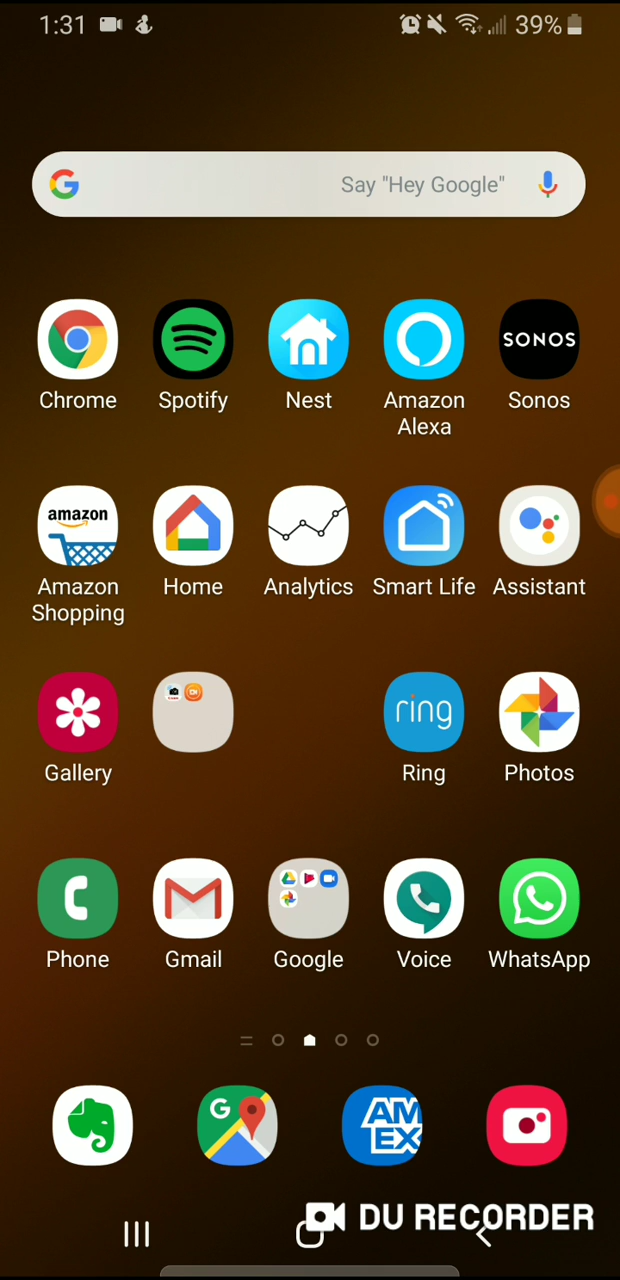 1:31 39%
Say "Hey Google"
SONOS
Chrome Spotify Nest Amazon Alexa Sonos
amazon
Amazon Shopping Home Analytics Smart Life Assistant
ring
Gallery Ring Photos
Phone Gmail Google Voice WhatsApp
G
AM
EX
DU RECORDER